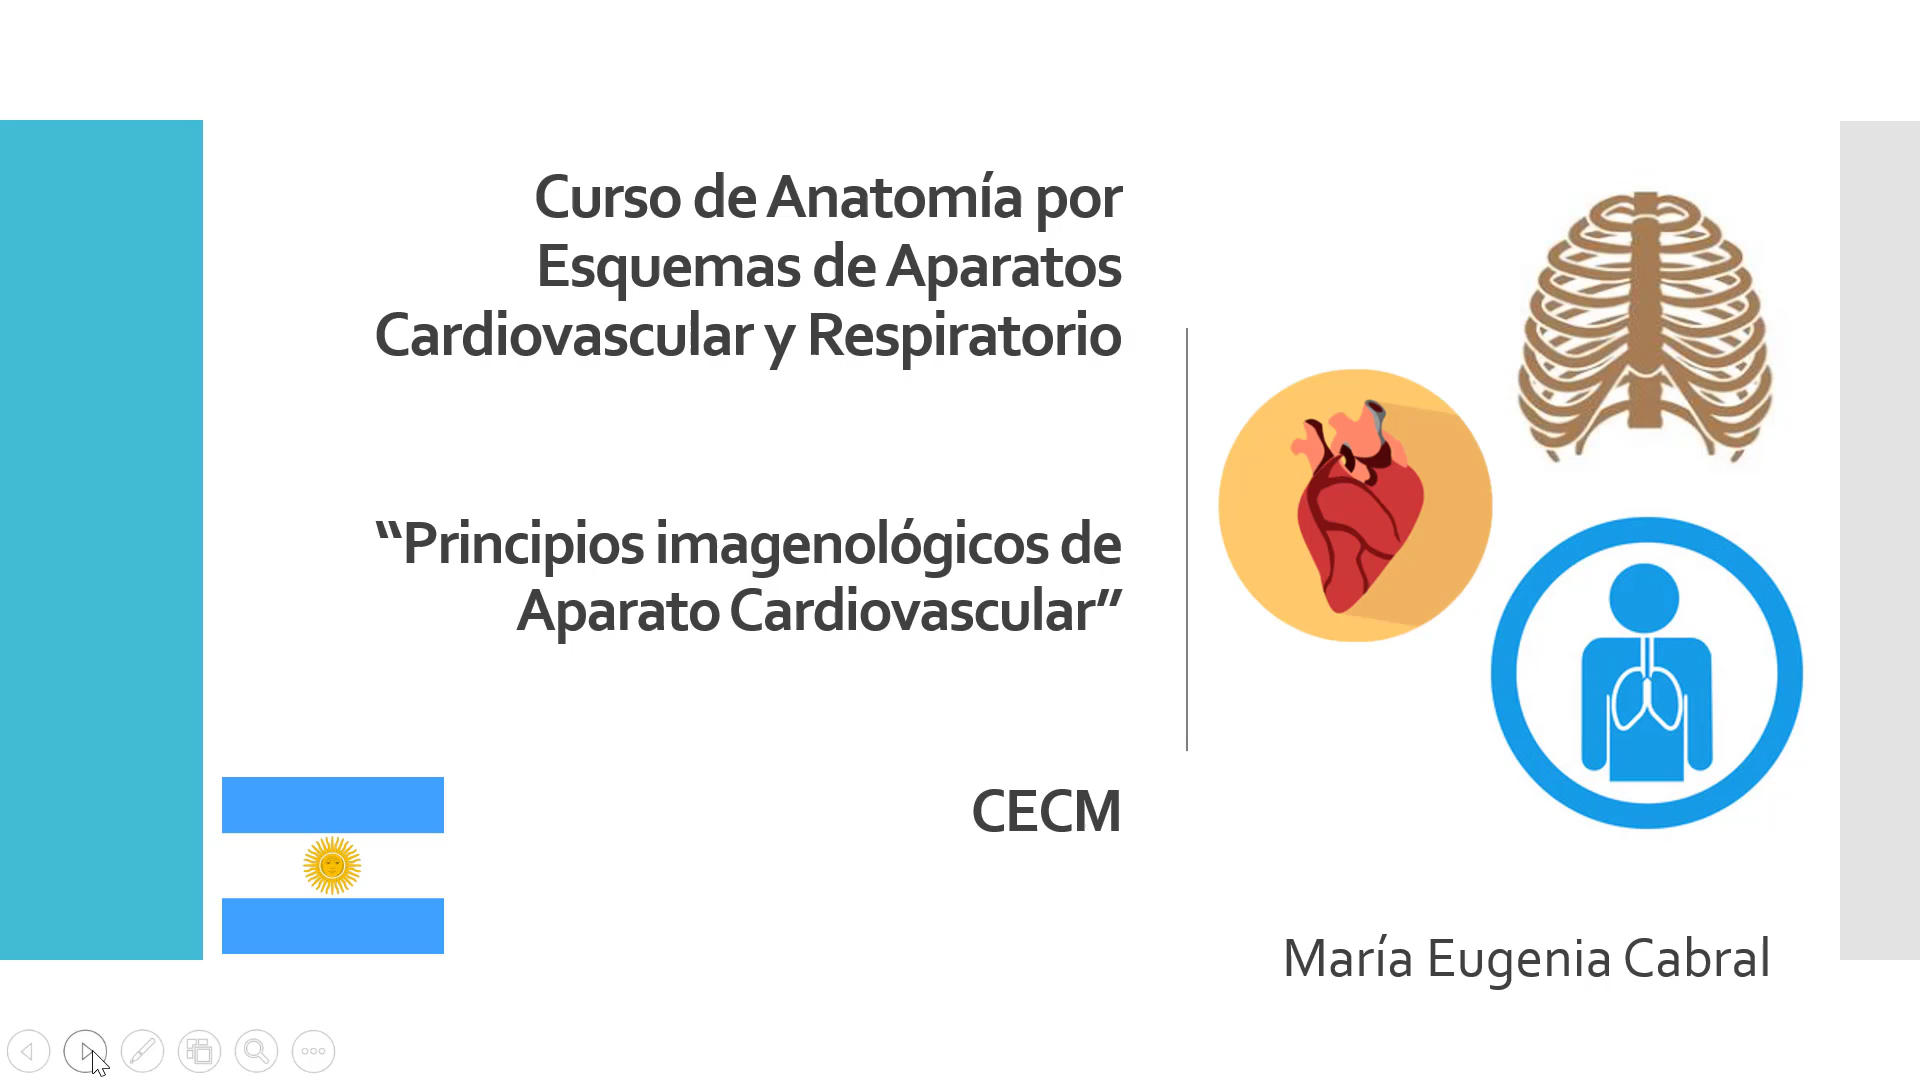 Curso de Anatomía por
Esquemas de Aparatos
Cardiovascular y Respiratorio
“Principios imagenológicos de
Aparato Cardiovascular”
CECM
María Eugenia Cabral